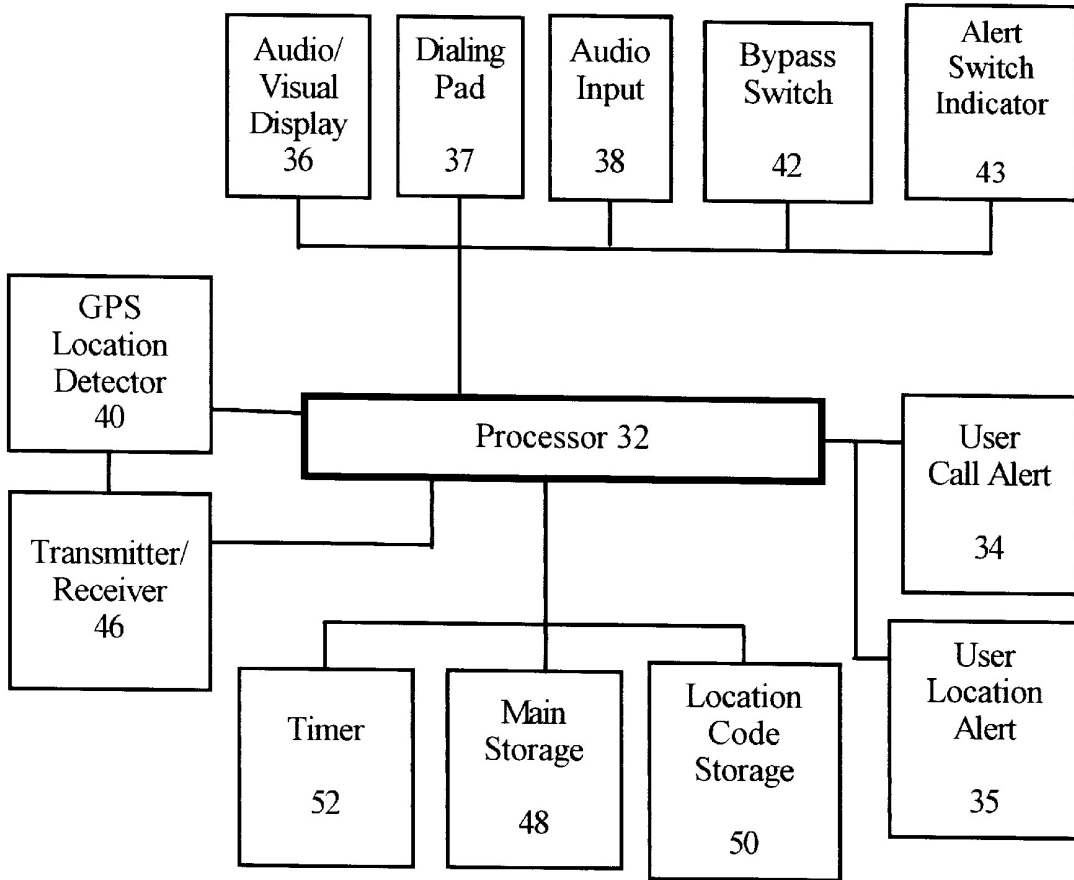 Audio/
Visual
Display
36
Dialing
Pad
37
Audio
Input
38
Bypass
Switch
42
Alert
Switch
Indicator
43
GPS
Location
Detector
40
Processor 32
User
Call Alert
34
Transmitter/
Receiver
46
Timer
52
Main
Storage
48
Location
Code
Storage
50
User
Location
Alert
35